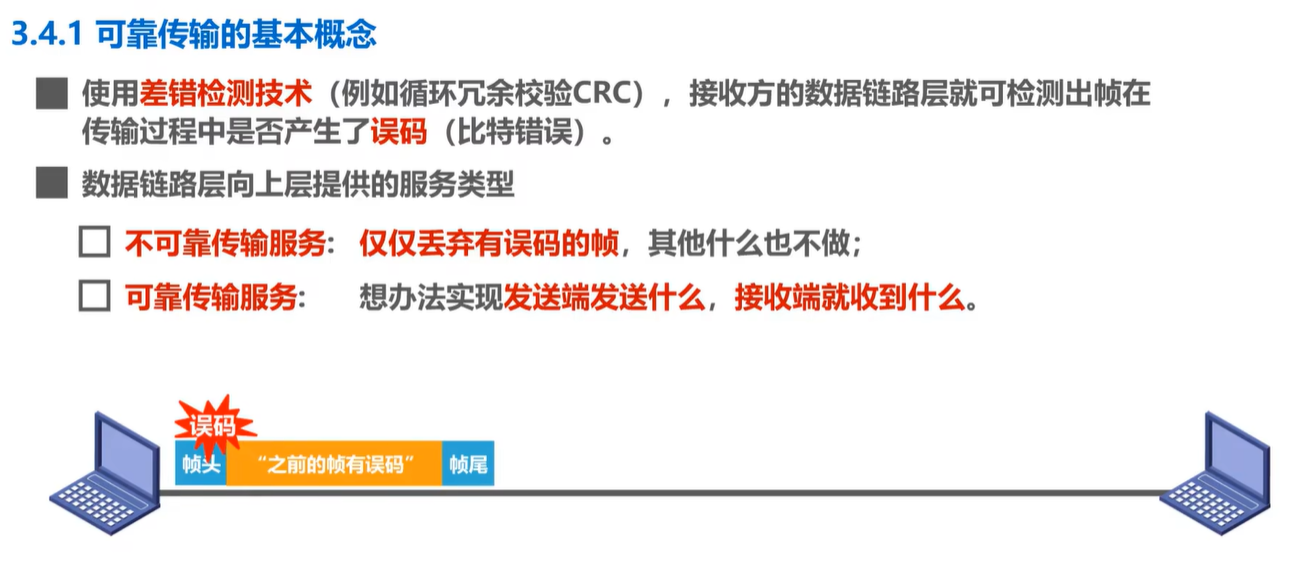 3.4.1 可靠传输的基本概念
使用差错检测技术（例如循环冗余校验CRC），接收方的数据链路层就可检测出帧在
传输过程中是否产生了误码（比特错误）。
数据链路层向上层提供的服务类型
不可靠传输服务： 仅仅丢弃有误码的帧，其他什么也不做；
可靠传输服务： 想办法实现发送端发送什么，接收端就收到什么。
误码
帧头 “之前的帧有误码” 帧尾